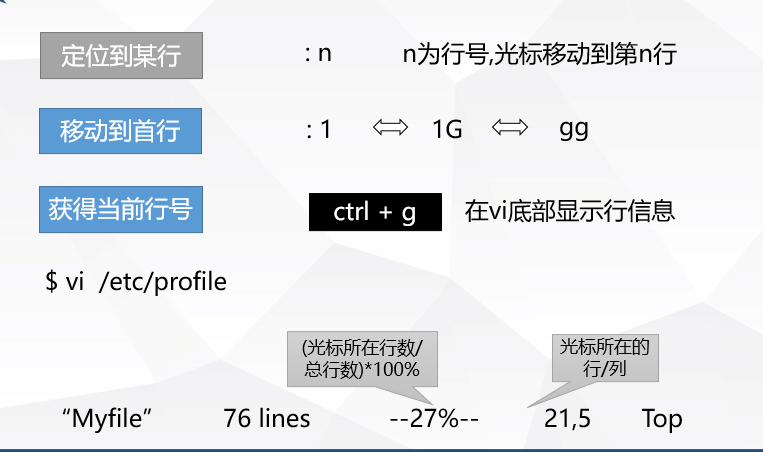 定位到某行 : n n为行号,光标移动到第n行
移动到首行 : 1 ⇔ 1G ⇔ gg
获得当前行号 ctrl + g 在vi底部显示行信息
$ vi /etc/profile
(光标所在行数/
总行数)*100%
光标所在的
行/列
“Myfile” 76 lines --27%-- 21,5 Top